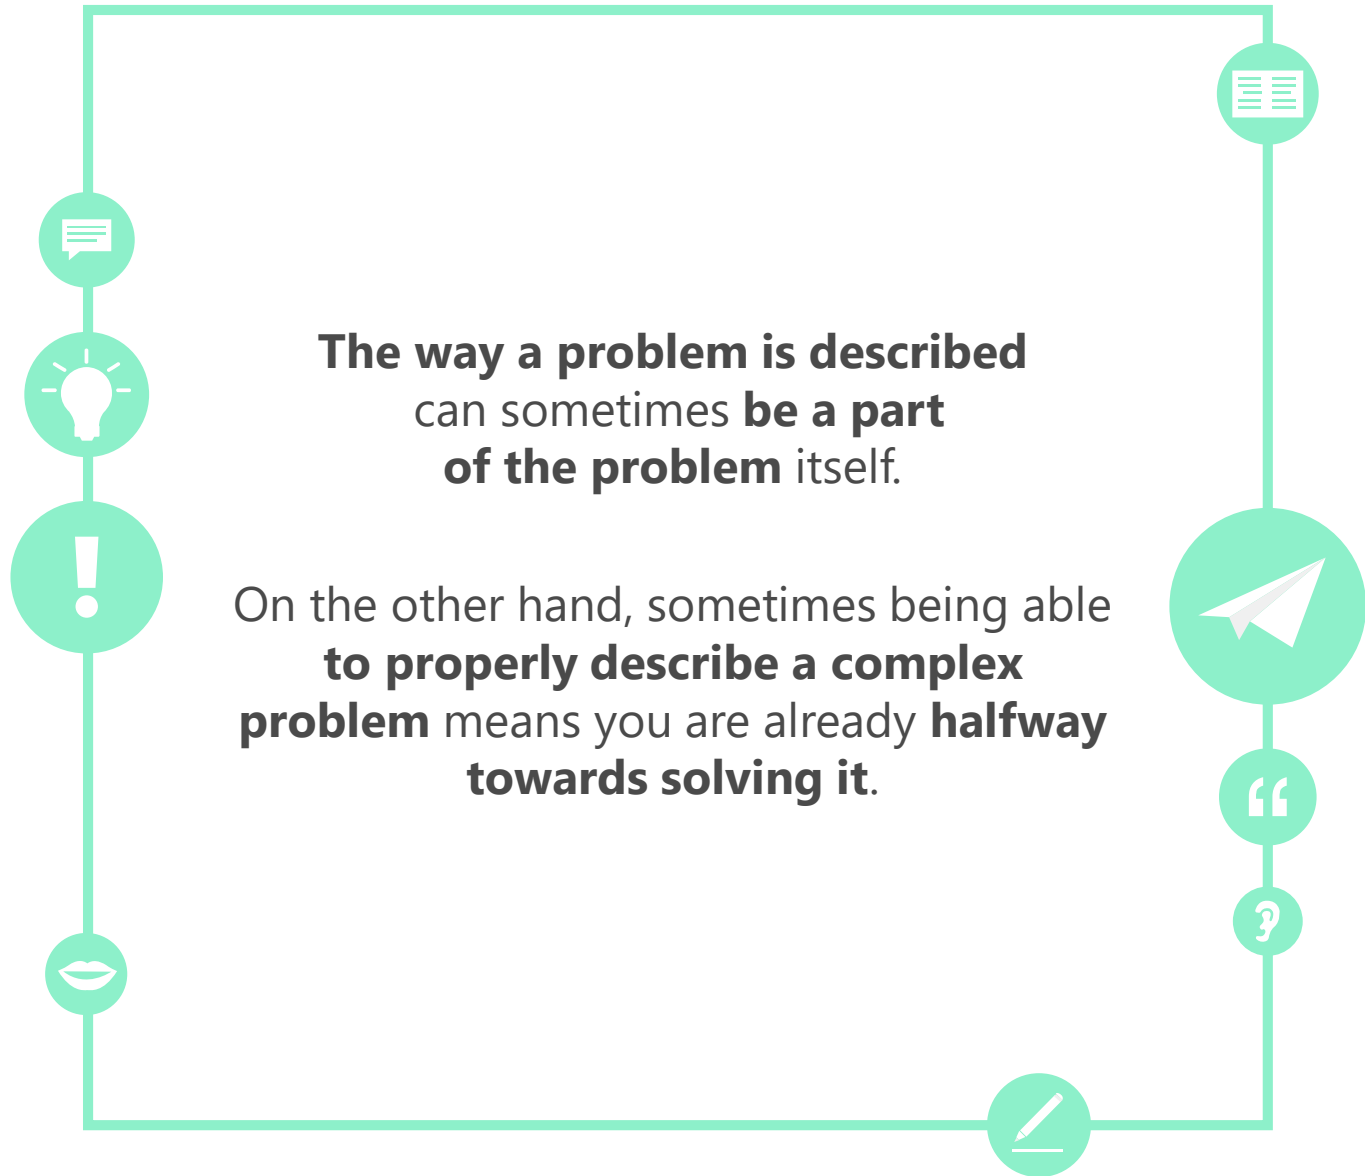 The way a problem is described
can sometimes be a part
of the problem itself.
On the other hand, sometimes being able
to properly describe a complex
problem means you are already halfway
towards solving it.